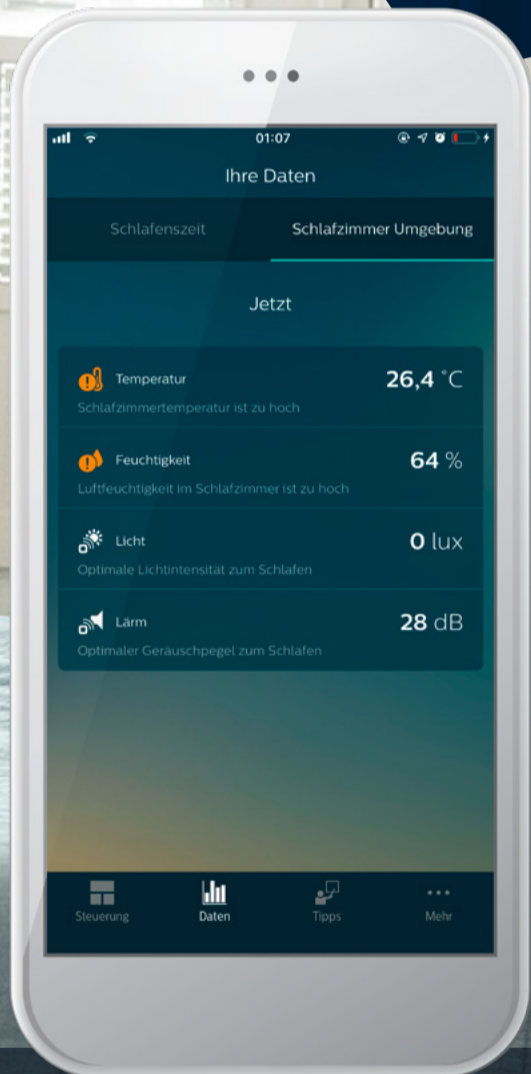 01:07
Ihre Daten
Schlafenszeit Schlafzimmer Umgebung
Jetzt
Temperatur 26,4 °C
Schlafzimmertemperatur ist zu hoch
Feuchtigkeit 64 %
Luftfeuchtigkeit im Schlafzimmer ist zu hoch
Licht 0 lux
Optimale Lichtintensität zum Schlafen
Lärm 28 dB
Optimaler Geräuschpegel zum Schlafen
Steuerung Daten Tipps Mehr